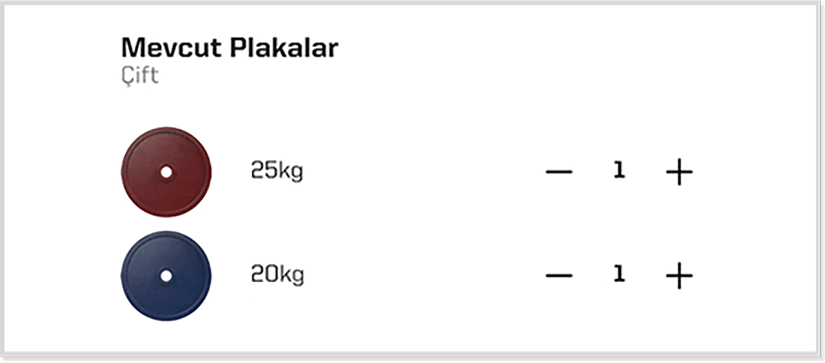 Mevcut Plakalar
Çift
25kg — 1 +
20kg — 1 +